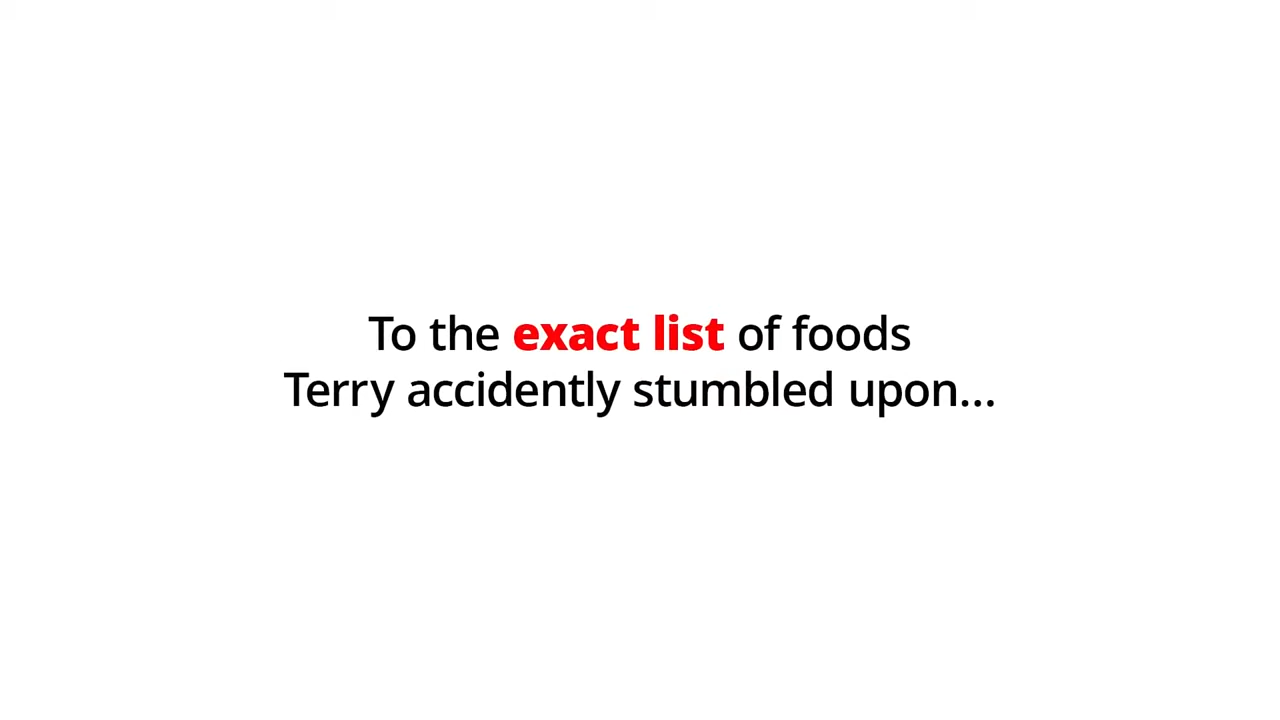 To the exact list of foods
Terry accidently stumbled upon...